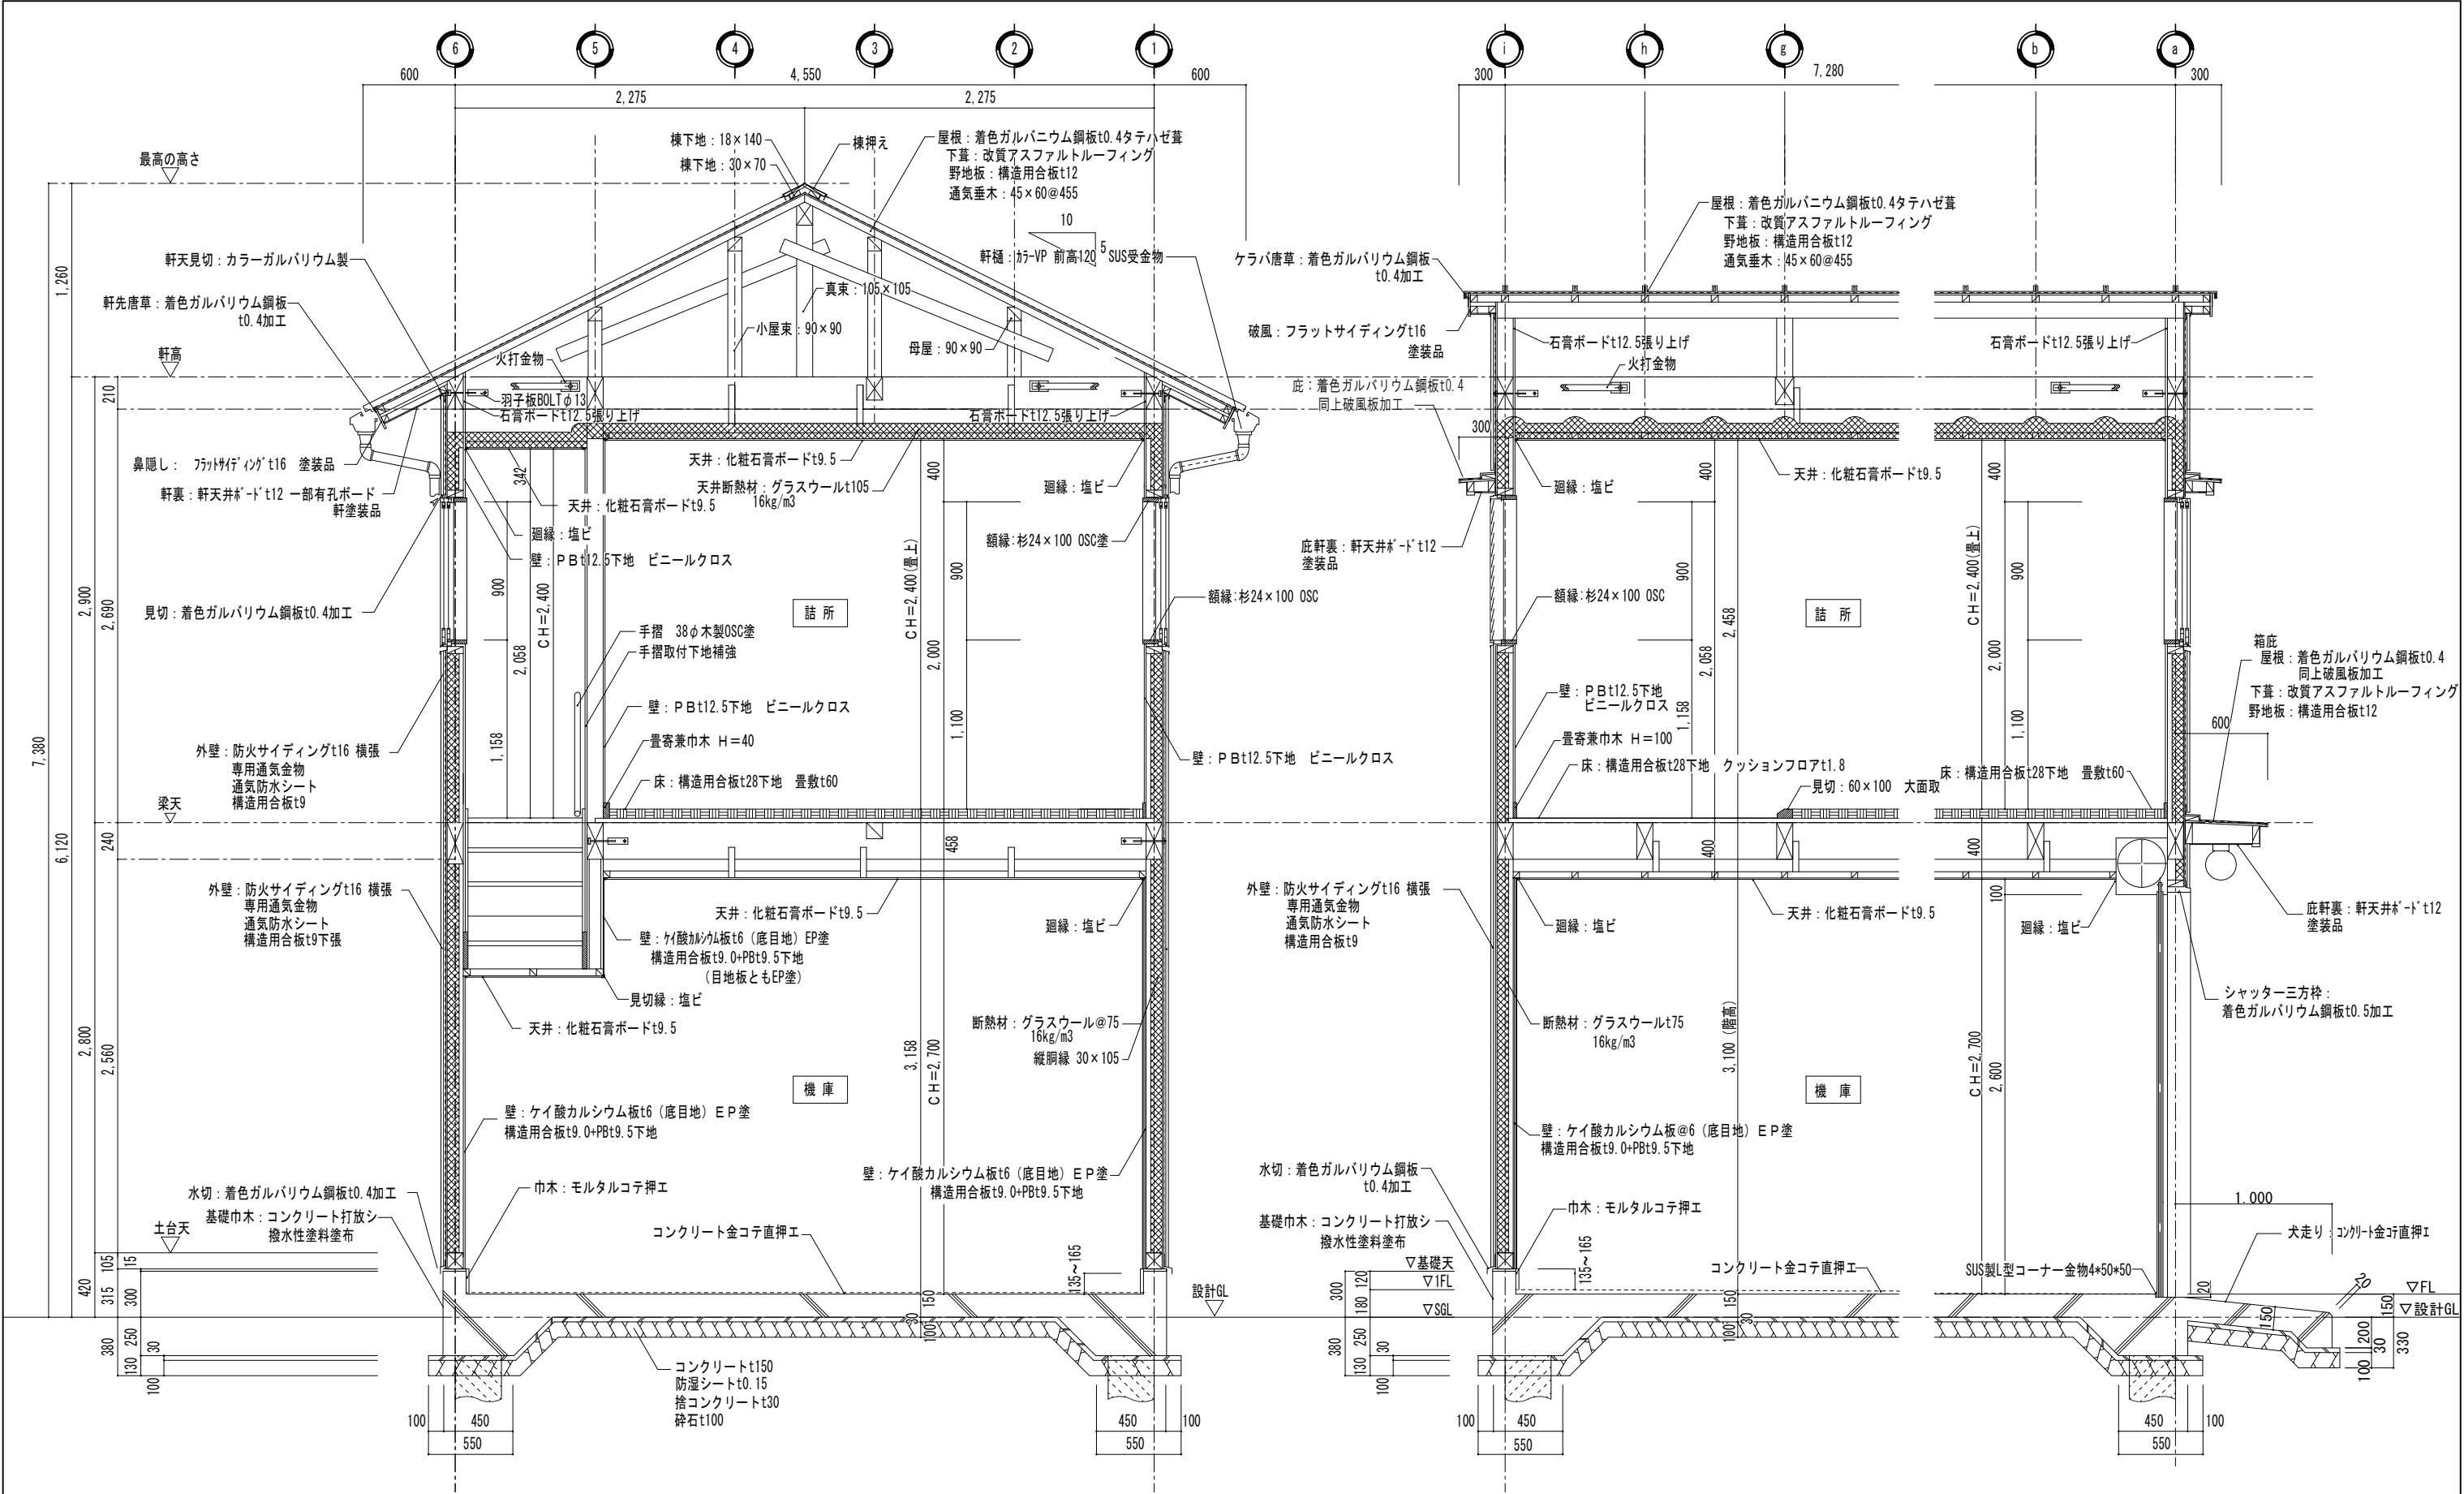 6
5
4
3
2
1
600
4,550
600
2,275
2,275
最高の高さ
棟下地：18×140
棟下地：30×70
棟押え
屋根：着色ガルバニウム鋼板t0.4タテハゼ葺
下葺：改質アスファルトルーフィング
野地板：構造用合板t12
通気垂木：45×60@455
10
5
軒樋：ｶﾗｰVP 前高120 SUS受金物
軒天見切：カラーガルバリウム製
軒先唐草：着色ガルバリウム鋼板
t0.4加工
真束：105×105
小屋束：90×90
母屋：90×90
軒高
火打金物
羽子板BOLTφ13
石膏ボードt12.5張り上げ
石膏ボードt12.5張り上げ
鼻隠し： ﾌﾗｯﾄｻｲﾃﾞｨﾝｸﾞt16 塗装品
軒裏：軒天井ﾎﾞｰﾄﾞt12 一部有孔ボード
軒塗装品
天井：化粧石膏ボードt9.5
天井断熱材：グラスウールt105
16kg/m3
342
天井：化粧石膏ボードt9.5
廻縁：塩ビ
廻縁：塩ビ
400
壁：ＰＢt12.5下地 ビニールクロス
額縁:杉24×100 OSC塗
額縁:杉24×100 OSC
見切：着色ガルバリウム鋼板t0.4加工
900
2,058
ＣＨ＝2,400
1,158
詰 所
ＣＨ＝2,400(畳上)
2,000
900
1,100
手摺 38φ木製OSC塗
手摺取付下地補強
壁：ＰＢt12.5下地 ビニールクロス
畳寄兼巾木 Ｈ＝40
床：構造用合板t28下地 畳敷t60
壁：ＰＢt12.5下地 ビニールクロス
外壁：防火サイディングt16 横張
専用通気金物
通気防水シート
構造用合板t9
梁天
458
外壁：防火サイディングt16 横張
専用通気金物
通気防水シート
構造用合板t9下張
天井：化粧石膏ボードt9.5
廻縁：塩ビ
壁：ｹｲ酸ｶﾙｼｳﾑ板t6（底目地）EP塗
構造用合板t9.0+PBt9.5下地
（目地板ともEP塗）
見切縁：塩ビ
天井：化粧石膏ボードt9.5
断熱材：グラスウール@75
16kg/m3
縦胴縁 30×105
3,158
ＣＨ＝2,700
機 庫
壁：ケイ酸カルシウム板t6（底目地）ＥＰ塗
構造用合板t9.0+PBt9.5下地
壁：ケイ酸カルシウム板t6（底目地）ＥＰ塗
構造用合板t9.0+PBt9.5下地
水切：着色ガルバリウム鋼板t0.4加工
基礎巾木：コンクリート打放シ
撥水性塗料塗布
巾木：モルタルコテ押エ
コンクリート金コテ直押エ
土台天
135~165
設計GL
150
30
100
コンクリートt150
防湿シートt0.15
捨コンクリートt30
砕石t100
100
450
550
450
100
550
7,380
1,260
6,120
210
2,900
2,690
240
2,800
2,560
420
105
15
315
300
380
250
130
30
100
i
h
g
b
a
300
7,280
300
屋根：着色ガルバニウム鋼板t0.4タテハゼ葺
下葺：改質アスファルトルーフィング
野地板：構造用合板t12
通気垂木：45×60@455
ケラバ唐草：着色ガルバリウム鋼板
t0.4加工
破風：フラットサイディングt16
塗装品
石膏ボードt12.5張り上げ
石膏ボードt12.5張り上げ
火打金物
庇：着色ガルバリウム鋼板t0.4
同上破風板加工
300
天井：化粧石膏ボードt9.5
廻縁：塩ビ
400
400
庇軒裏：軒天井ﾎﾞｰﾄﾞt12
塗装品
額縁:杉24×100 OSC
900
2,058
2,458
1,158
詰 所
ＣＨ＝2,400(畳上)
2,000
900
1,100
壁：ＰＢt12.5下地
ビニールクロス
畳寄兼巾木 Ｈ＝100
床：構造用合板t28下地 クッションフロアt1.8
見切：60×100 大面取
床：構造用合板t28下地 畳敷t60
箱庇
屋根：着色ガルバリウム鋼板t0.4
同上破風板加工
下葺：改質アスファルトルーフィング
野地板：構造用合板t12
600
400
400
100
外壁：防火サイディングt16 横張
専用通気金物
通気防水シート
構造用合板t9
廻縁：塩ビ
天井：化粧石膏ボードt9.5
廻縁：塩ビ
庇軒裏：軒天井ﾎﾞｰﾄﾞt12
塗装品
シャッター三方枠：
着色ガルバリウム鋼板t0.5加工
断熱材：グラスウールt75
16kg/m3
3,100 (階高)
ＣＨ＝2,700
2,600
機 庫
壁：ケイ酸カルシウム板@6（底目地）ＥＰ塗
構造用合板t9.0+PBt9.5下地
水切：着色ガルバリウム鋼板
t0.4加工
基礎巾木：コンクリート打放シ
撥水性塗料塗布
巾木：モルタルコテ押エ
1,000
犬走り：ｺﾝｸﾘｰﾄ金ｺﾃ直押ｴ
▽基礎天
▽1FL
▽SGL
135~165
コンクリート金コテ直押エ
SUS製L型コーナー金物4*50*50
20
20
▽FL
▽設計GL
150
150
200
30
330
100
300
120
180
380
250
130
30
100
150
30
100
100
450
550
450
100
550